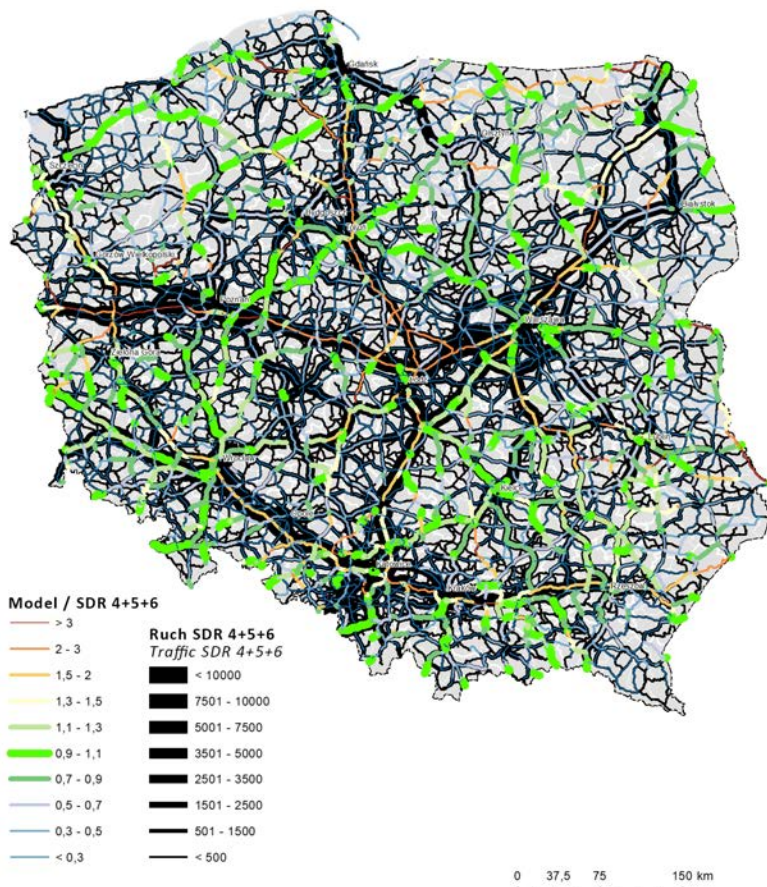 Gdańsk
Olsztyn
Szczecin
Białystok
Bydgoszcz
Toruń
Gorzów Wielkopolski
Poznań
Warszawa
Zielona Góra
Łódź
Lublin
Wrocław
Kielce
Opole
Katowice
Kraków
Rzeszów
Model / SDR 4+5+6
> 3
2 - 3
1,5 - 2
1,3 - 1,5
1,1 - 1,3
0,9 - 1,1
0,7 - 0,9
0,5 - 0,7
0,3 - 0,5
< 0,3
Ruch SDR 4+5+6
Traffic SDR 4+5+6
< 10000
7501 - 10000
5001 - 7500
3501 - 5000
2501 - 3500
1501 - 2500
501 - 1500
< 500
0 37,5 75 150 km